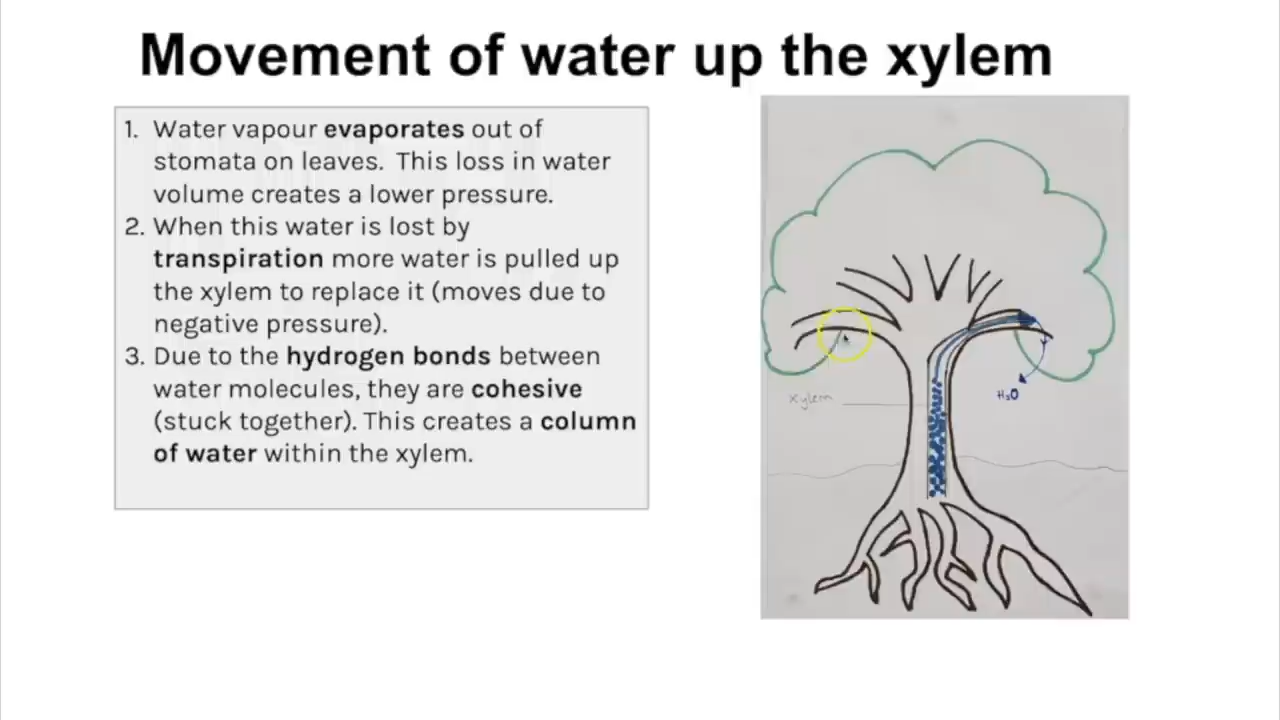 Movement of water up the xylem
1. Water vapour evaporates out of
stomata on leaves. This loss in water
volume creates a lower pressure.
2. When this water is lost by
transpiration more water is pulled up
the xylem to replace it (moves due to
negative pressure).
3. Due to the hydrogen bonds between
water molecules, they are cohesive
(stuck together). This creates a column
of water within the xylem.
xylem
H₂O